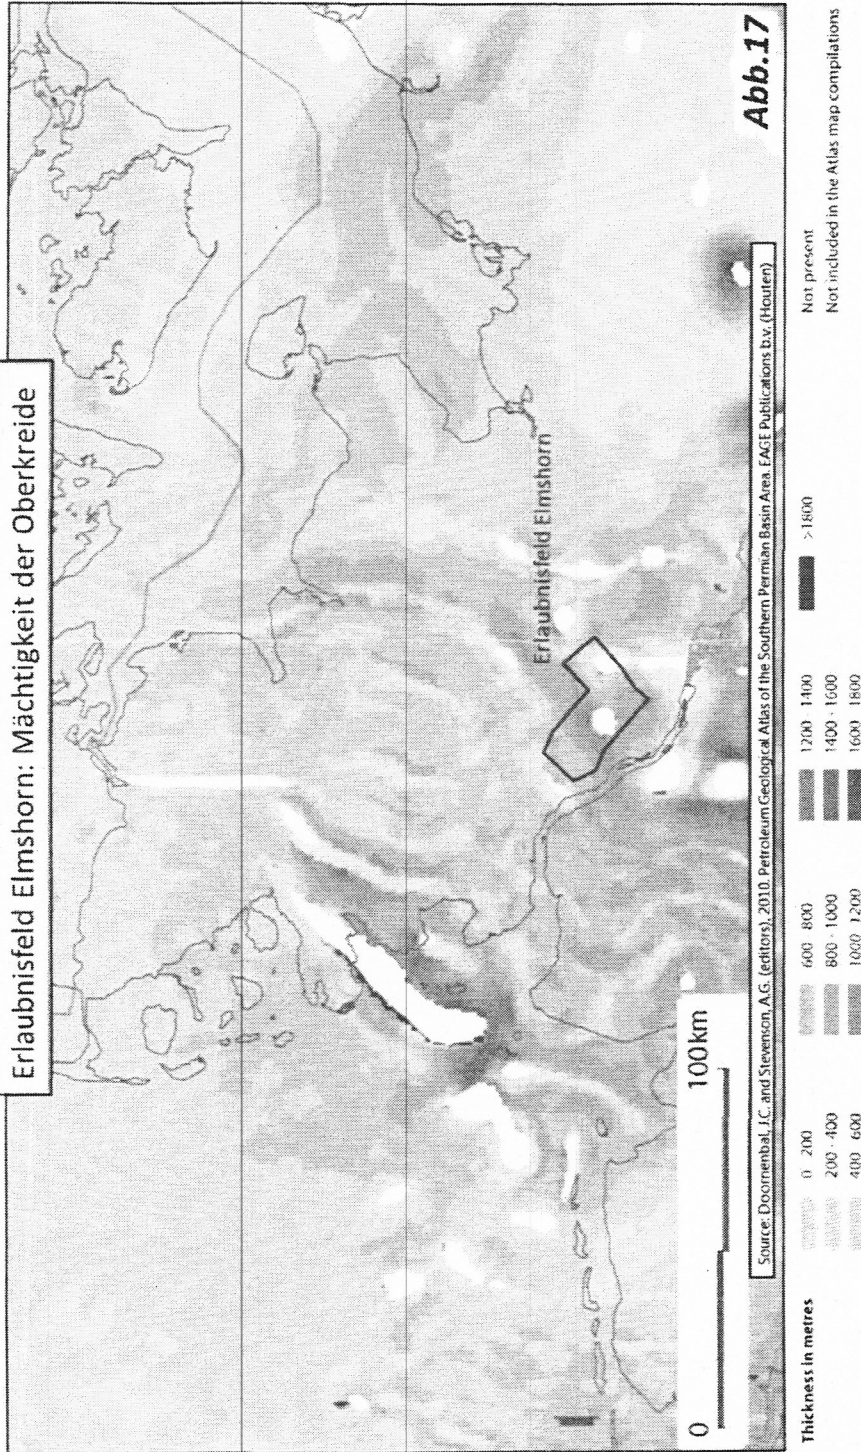 Erlaubnisfeld Elmshorn: Mächtigkeit der Oberkreide
Erlaubnisfeld Elmshorn
Abb.17
0 100km
Source: Doornenbal, J.C. and Stevenson, A.G. (editors), 2010. Petroleum Geological Atlas of the Southern Permian Basin Area. EAGE Publications b.v. (Houten)
Thickness in metres
0 200
200 - 400
400 600
600 800
800 - 1000
1000 1200
1200 1400
1400 - 1600
1600 1800
>1800
Not present
Not included in the Atlas map compilations